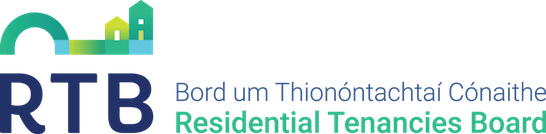 RTB
Bord um Thionóntachtaí Cónaithe
Residential Tenancies Board